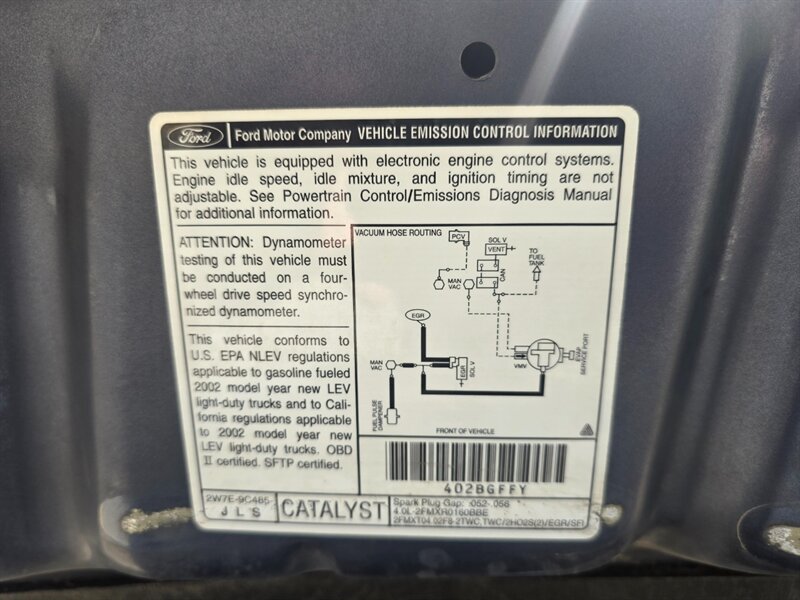 Ford Ford Motor Company VEHICLE EMISSION CONTROL INFORMATION
This vehicle is equipped with electronic engine control systems.
Engine idle speed, idle mixture, and ignition timing are not
adjustable. See Powertrain Control/Emissions Diagnosis Manual
for additional information.
ATTENTION: Dynamometer
testing of this vehicle must
be conducted on a four-
wheel drive speed synchro-
nized dynamometer.
This vehicle conforms to
U.S. EPA NLEV regulations
applicable to gasoline fueled
2002 model year new LEV
light-duty trucks and to Cali-
fornia regulations applicable
to 2002 model year new
LEV light-duty trucks. OBD
II certified. SFTP certified.
VACUUM HOSE ROUTING
PCV
SOL V
VENT
TO
FUEL
TANK
CAN
MAN
VAC
EGR
MAN
VAC
EGR
SOL V
VMV
EVAP
SERVICE PORT
FUEL PULSE
DAMPENER
FRONT OF VEHICLE
402BGFFY
2W7E-9C485
J L S
CATALYST
Spark Plug Gap: .052-.056
4.0L-2FMXR0160BBE
2FMXT04.02FB-2TWC,TWC/2HO2S(2)/EGR/SFI